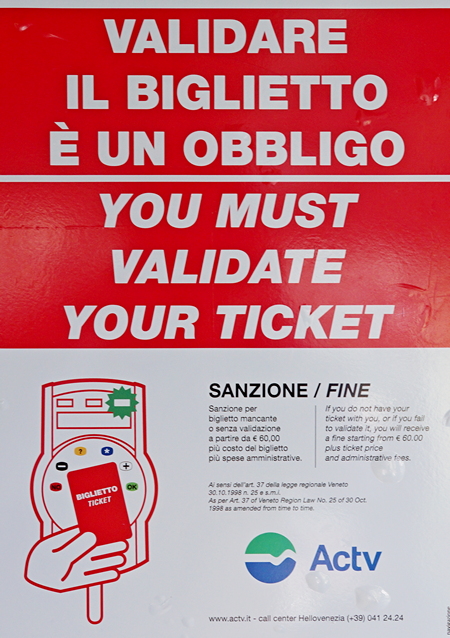 VALIDARE
IL BIGLIETTO
È UN OBBLIGO
YOU MUST
VALIDATE
YOUR TICKET
SANZIONE / FINE
Sanzione per
biglietto mancante
o senza validazione
a partire da € 60,00
più costo del biglietto
più spese amministrative.
If you do not have your
ticket with you, or if you fail
to validate it, you will receive
a fine starting from € 60.00
plus ticket price
and administrative fees.
Ai sensi dell'art. 37 della legge regionale Veneto
30.10.1998 n. 25 e s.m.i.
As per Art. 37 of Veneto Region Law No. 25 of 30 Oct.
1998 as amended from time to time.
?
OK
BIGLIETTO
TICKET
Actv
www.actv.it - call center Hellovenezia (+39) 041 24.24